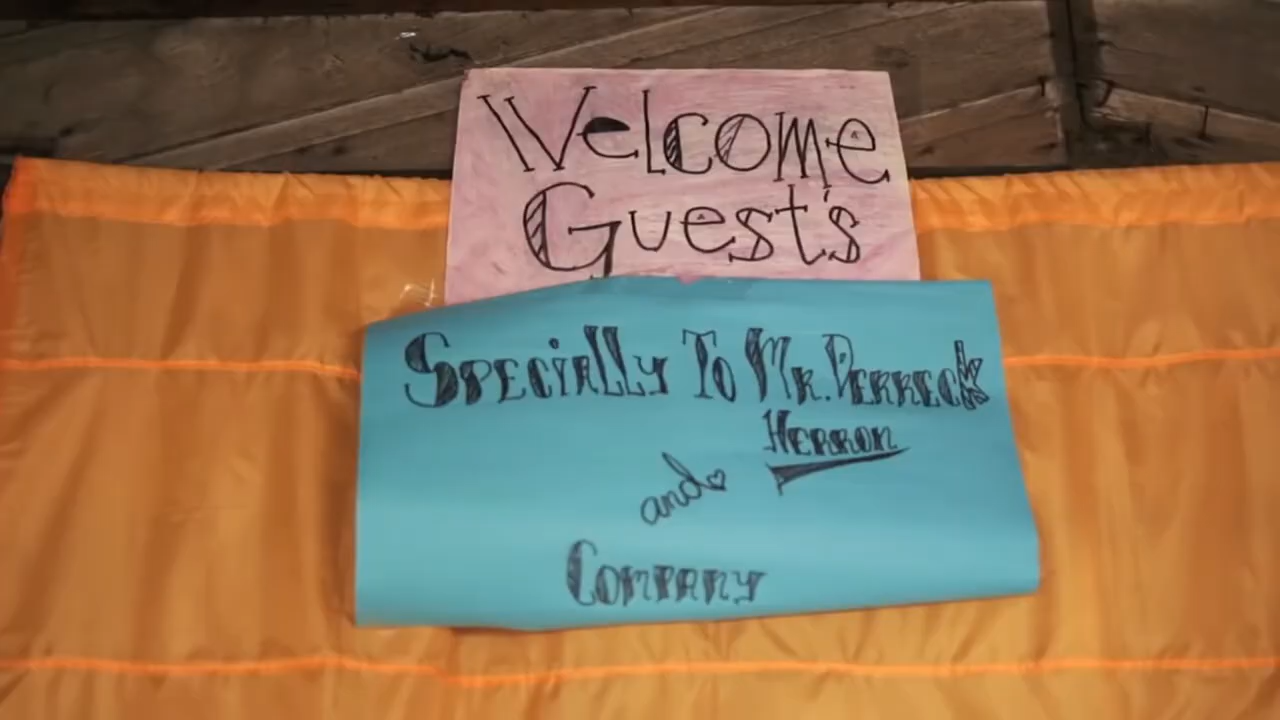 Welcome
Guest's
Specially To Mr. Derreck
Herron
and
Company